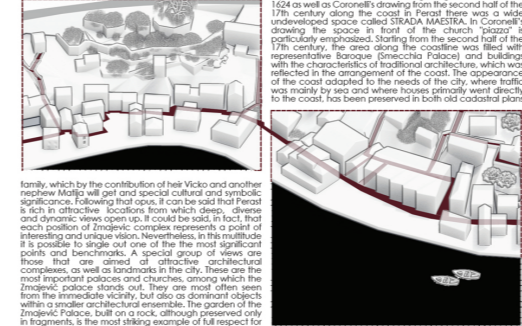 1624 as well as Coronelli's drawing from the second half of the
17th century along the coast in Perast there was a wide
undeveloped space called STRADA MAESTRA. In Coronelli's
drawing the space in front of the church "piazza" is
particularly emphasized. Starting from the second half of the
17th century, the area along the coastline was filled with
representative Baroque (Smecchia Palace) and buildings
with the characteristics of traditional architecture, which was
reflected in the arrangement of the coast. The appearance
of the coast adapted to the needs of the city, where traffic
was mainly by sea and where houses primarily went directly
to the coast, has been preserved in both old cadastral plans
family, which by the contribution of heir Vicko and another
nephew Matija will get and special cultural and symbolic
significance. Following that opus, it can be said that Perast
is rich in attractive locations from which deep, diverse
and dynamic views open up. It could be said, in fact, that
each position of Zmajevic complex represents a point of
interesting and unique vision. Nevertheless, in this multitude
it is possible to single out one of the the most significant
points and benchmarks. A special group of views are
those that are aimed at attractive architectural
complexes, as well as landmarks in the city. These are the
most important palaces and churches, among which the
Zmajević palace stands out. They are most often seen
from the immediate vicinity, but also as dominant objects
within a smaller architectural ensemble. The garden of the
Zmajević Palace, built on a rock, although preserved only
in fragments, is the most striking example of full respect for